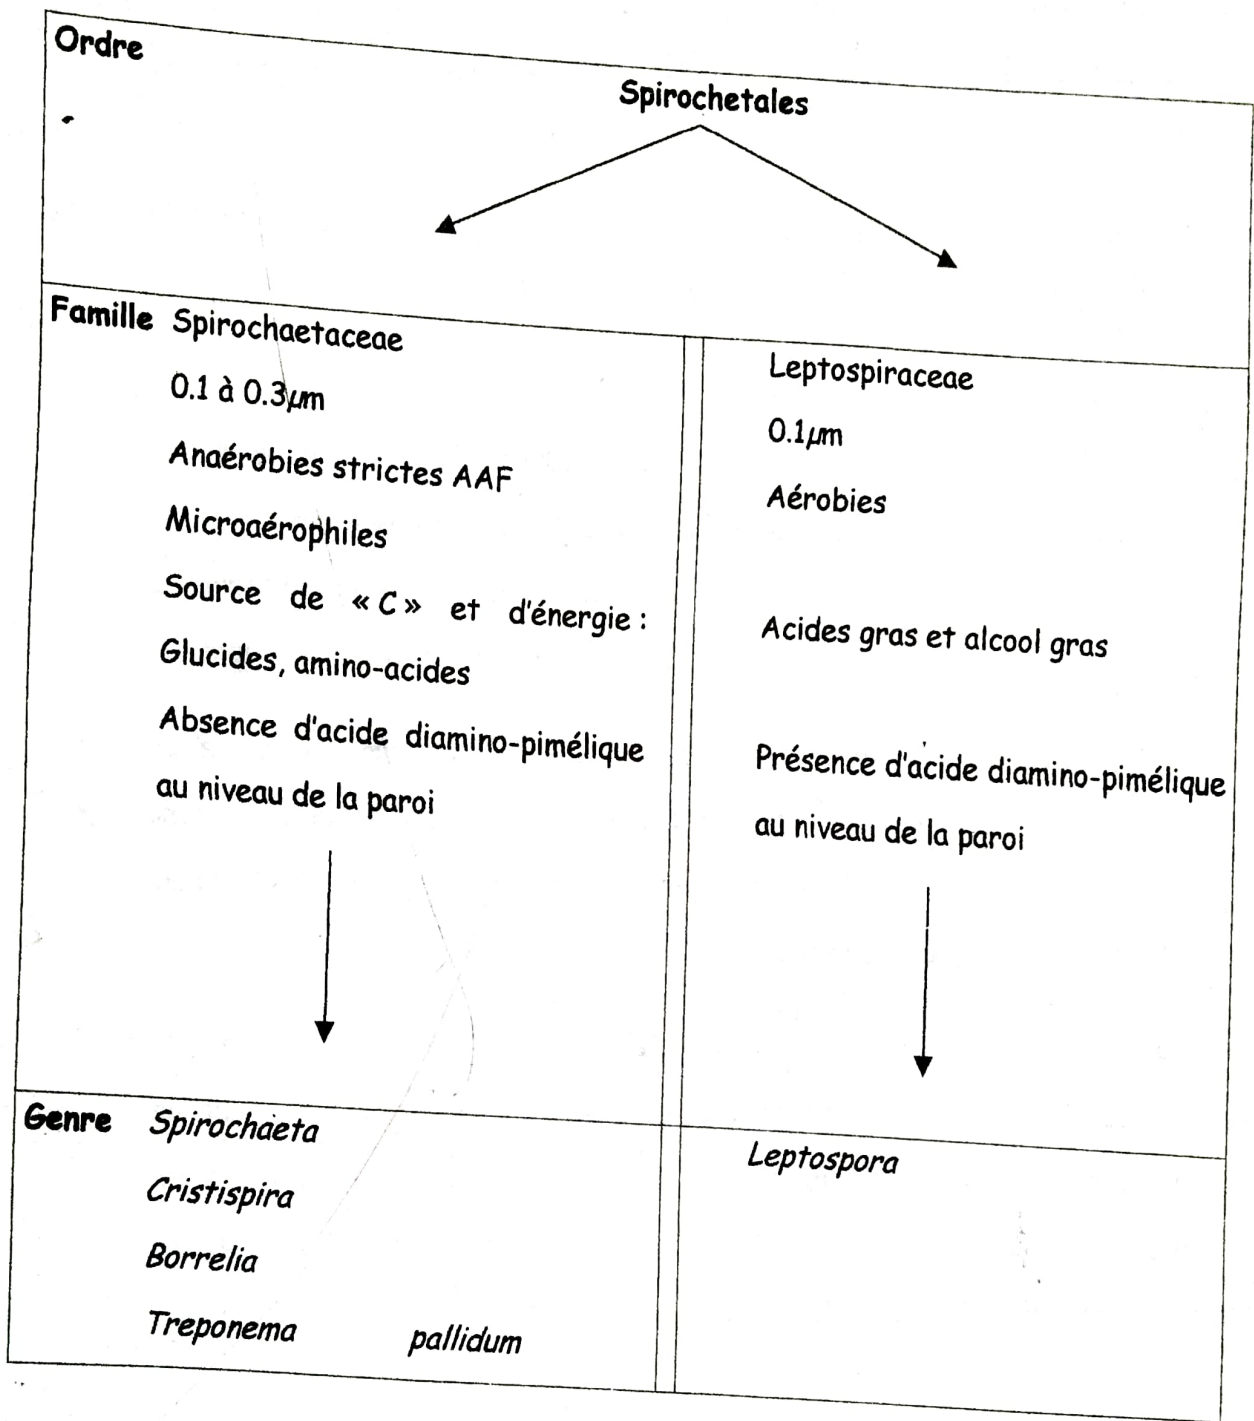 Ordre
Spirochetales
Famille Spirochaetaceae
0.1 à 0.3µm
Anaérobies strictes AAF
Microaérophiles
Source de « C » et d'énergie :
Glucides, amino-acides
Absence d'acide diamino-pimélique
au niveau de la paroi
Leptospiraceae
0.1µm
Aérobies
Acides gras et alcool gras
Présence d'acide diamino-pimélique
au niveau de la paroi
Genre Spirochaeta
Cristispira
Borrelia
Treponema pallidum
Leptospora